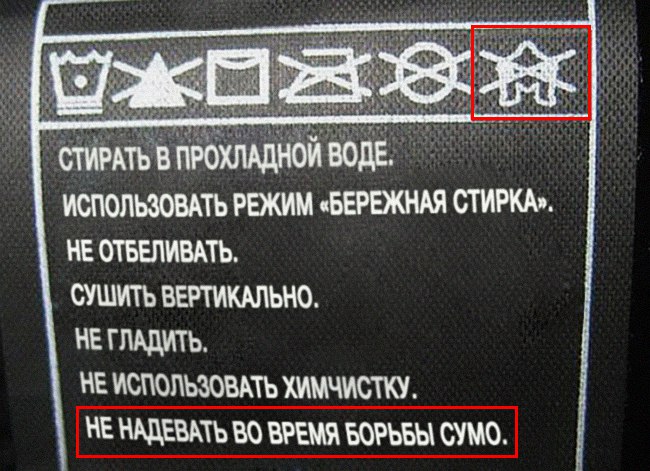 СТИРАТЬ В ПРОХЛАДНОЙ ВОДЕ.
ИСПОЛЬЗОВАТЬ РЕЖИМ «БЕРЕЖНАЯ СТИРКА».
НЕ ОТБЕЛИВАТЬ.
СУШИТЬ ВЕРТИКАЛЬНО.
НЕ ГЛАДИТЬ.
НЕ ИСПОЛЬЗОВАТЬ ХИМЧИСТКУ.
НЕ НАДЕВАТЬ ВО ВРЕМЯ БОРЬБЫ СУМО.